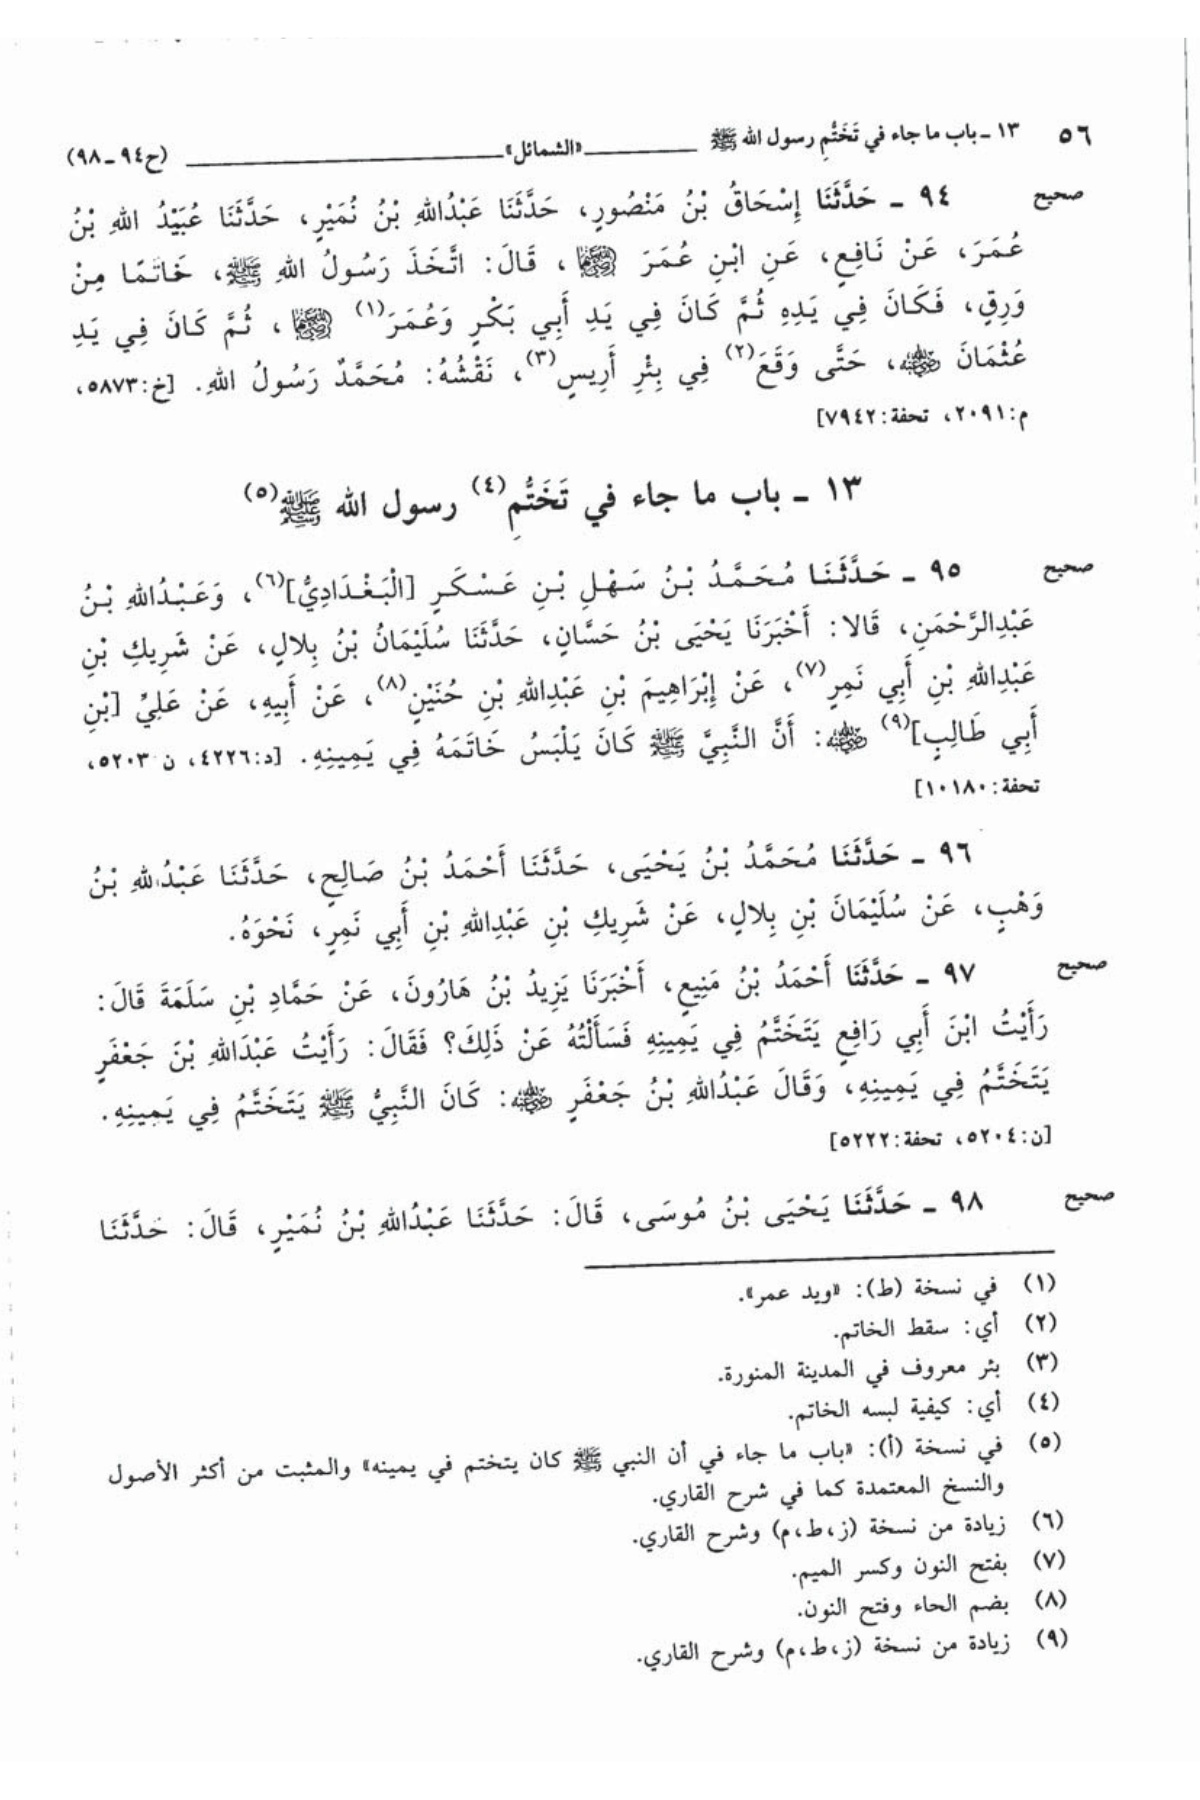 ٥٦ ١٣ ـ باب ما جاء في تَخَتُّمِ رسول الله ﷺ «الشمائل» (ح٩٤ ـ ٩٨)
صحيح ٩٤ ـ حَدَّثَنَا إِسْحَاقُ بْنُ مَنْصُورٍ، حَدَّثَنَا عَبْدُاللهِ بْنُ نُمَيْرٍ، حَدَّثَنَا عُبَيْدُ اللهِ بْنُ
عُمَرَ، عَنْ نَافِعٍ، عَنِ ابْنِ عُمَرَ رضي الله عنهما، قَالَ: اتَّخَذَ رَسُولُ اللهِ ﷺ، خَاتَمًا مِنْ
وَرِقٍ، فَكَانَ فِي يَدِهِ ثُمَّ كَانَ فِي يَدِ أَبِي بَكْرٍ وَعُمَرَ(١) رضي الله عنهما، ثُمَّ كَانَ فِي يَدِ
عُثْمَانَ رضي الله عنه، حَتَّى وَقَعَ(٢) فِي بِئْرِ أَرِيسٍ(٣)، نَقْشُهُ: مُحَمَّدٌ رَسُولُ اللهِ. [خ:٥٨٧٣،
م:٢٠٩١، تحفة:٧٩٤٢]
١٣ ـ باب ما جاء في تَخَتُّمِ(٤) رسول الله ﷺ(٥)
صحيح ٩٥ ـ حَدَّثَنَا مُحَمَّدُ بْنُ سَهْلِ بْنِ عَسْكَرٍ [الْبَغْدَادِيُّ](٦)، وَعَبْدُاللهِ بْنُ
عَبْدِالرَّحْمَنِ، قَالا: أَخْبَرَنَا يَحْيَى بْنُ حَسَّانٍ، حَدَّثَنَا سُلَيْمَانُ بْنُ بِلالٍ، عَنْ شَرِيكِ بْنِ
عَبْدِاللهِ بْنِ أَبِي نَمِرٍ(٧)، عَنْ إِبْرَاهِيمَ بْنِ عَبْدِاللهِ بْنِ حُنَيْنٍ(٨)، عَنْ أَبِيهِ، عَنْ عَلِيِّ [بْنِ
أَبِي طَالِبٍ](٩) رضي الله عنه: أَنَّ النَّبِيَّ ﷺ كَانَ يَلْبَسُ خَاتَمَهُ فِي يَمِينِهِ. [د:٤٢٢٦، ن ٥٢٠٣،
تحفة:١٠١٨٠]
٩٦ ـ حَدَّثَنَا مُحَمَّدُ بْنُ يَحْيَى، حَدَّثَنَا أَحْمَدُ بْنُ صَالِحٍ، حَدَّثَنَا عَبْدُاللهِ بْنُ
وَهْبٍ، عَنْ سُلَيْمَانَ بْنِ بِلالٍ، عَنْ شَرِيكِ بْنِ عَبْدِاللهِ بْنِ أَبِي نَمِرٍ، نَحْوَهُ.
صحيح ٩٧ ـ حَدَّثَنَا أَحْمَدُ بْنُ مَنِيعٍ، أَخْبَرَنَا يَزِيدُ بْنُ هَارُونَ، عَنْ حَمَّادِ بْنِ سَلَمَةَ قَالَ:
رَأَيْتُ ابْنَ أَبِي رَافِعٍ يَتَخَتَّمُ فِي يَمِينِهِ فَسَأَلْتُهُ عَنْ ذَلِكَ؟ فَقَالَ: رَأَيْتُ عَبْدَاللهِ بْنَ جَعْفَرٍ
يَتَخَتَّمُ فِي يَمِينِهِ، وَقَالَ عَبْدُاللهِ بْنُ جَعْفَرٍ رضي الله عنه: كَانَ النَّبِيُّ ﷺ يَتَخَتَّمُ فِي يَمِينِهِ.
[ن:٥٢٠٤، تحفة:٥٢٢٢]
صحيح ٩٨ ـ حَدَّثَنَا يَحْيَى بْنُ مُوسَى، قَالَ: حَدَّثَنَا عَبْدُاللهِ بْنُ نُمَيْرٍ، قَالَ: حَدَّثَنَا
(١) في نسخة (ط): «ويد عمر».
(٢) أي: سقط الخاتم.
(٣) بئر معروف في المدينة المنورة.
(٤) أي: كيفية لبسه الخاتم.
(٥) في نسخة (أ): «باب ما جاء في أن النبي ﷺ كان يتختم في يمينه» والمثبت من أكثر الأصول
والنسخ المعتمدة كما في شرح القاري.
(٦) زيادة من نسخة (ز،ط،م) وشرح القاري.
(٧) بفتح النون وكسر الميم.
(٨) بضم الحاء وفتح النون.
(٩) زيادة من نسخة (ز،ط،م) وشرح القاري.